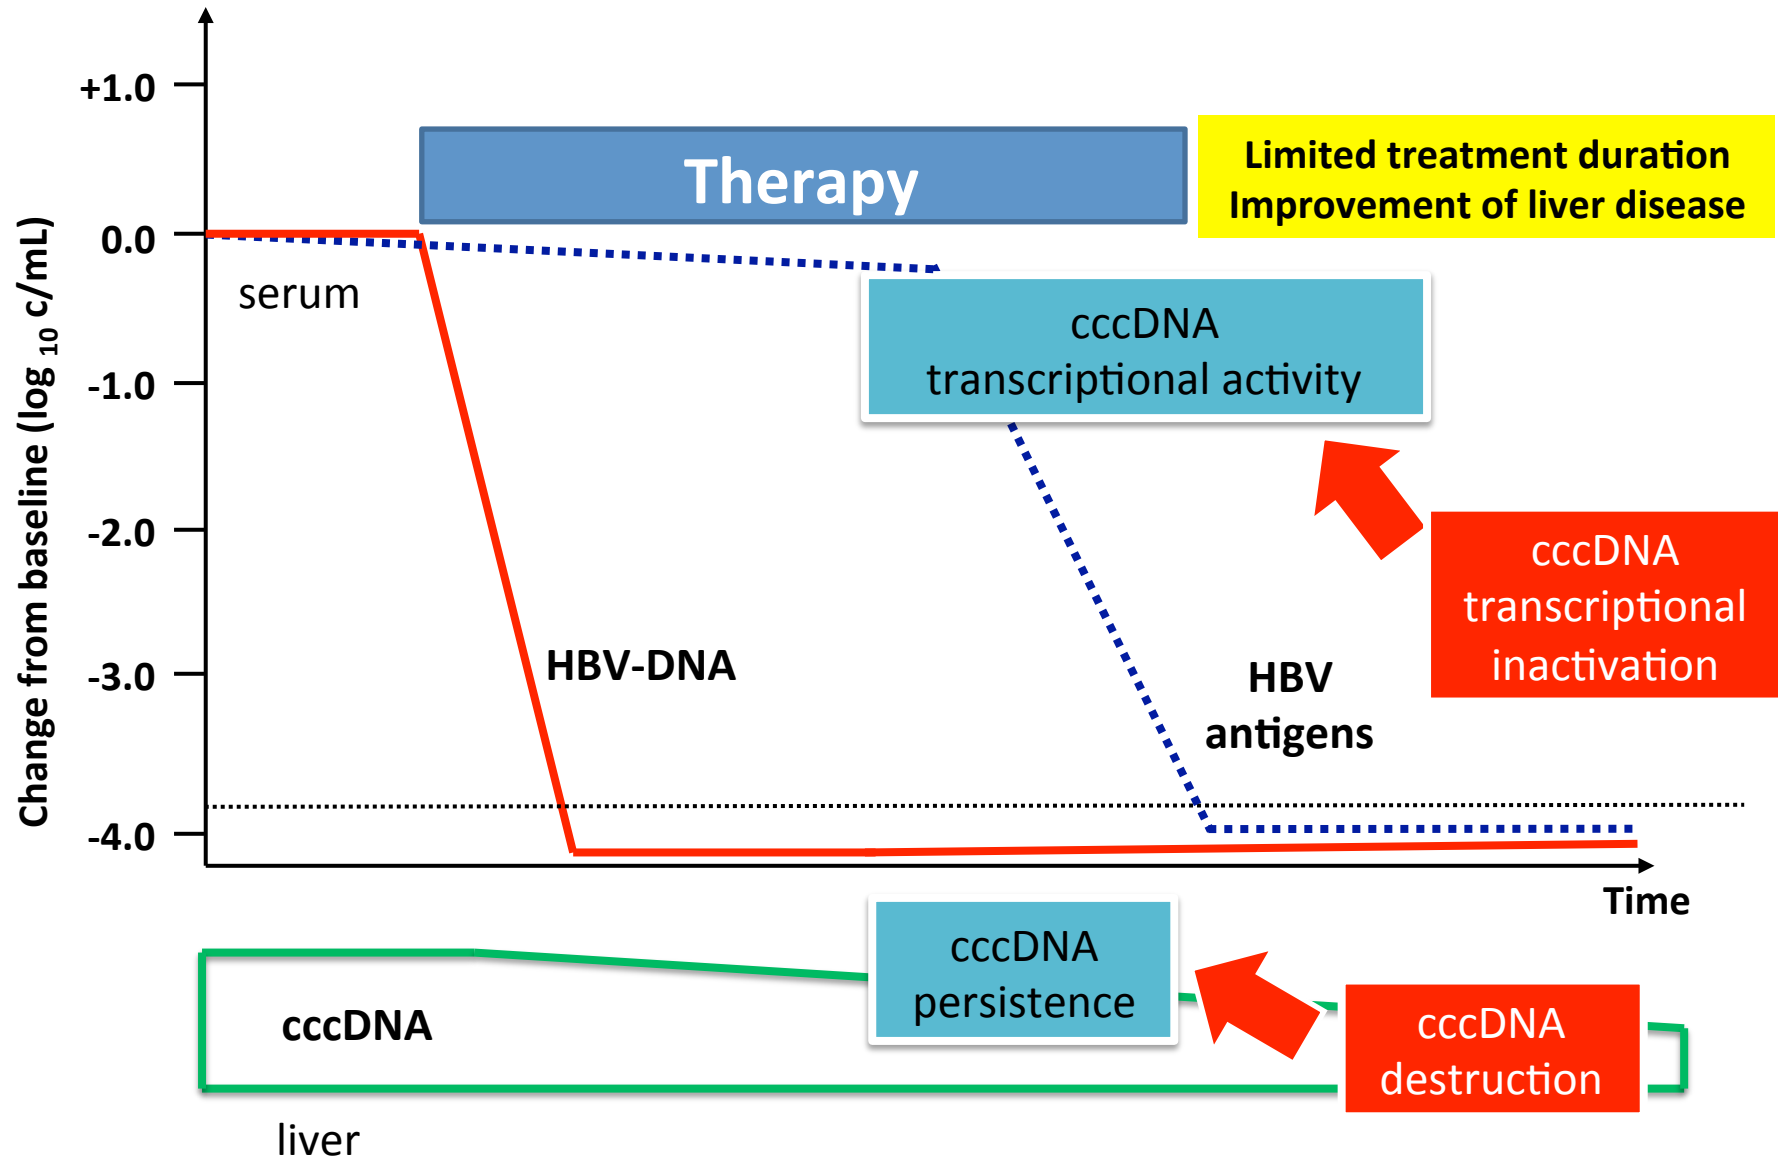 +1.0
Therapy
Limited treatment duration
Improvement of liver disease
0.0
serum
cccDNA
transcriptional activity
-1.0
-2.0
cccDNA
transcriptional
inactivation
-3.0
HBV-DNA
HBV
antigens
-4.0
Change from baseline (log 10 c/mL)
Time
cccDNA
persistence
cccDNA
cccDNA
destruction
liver